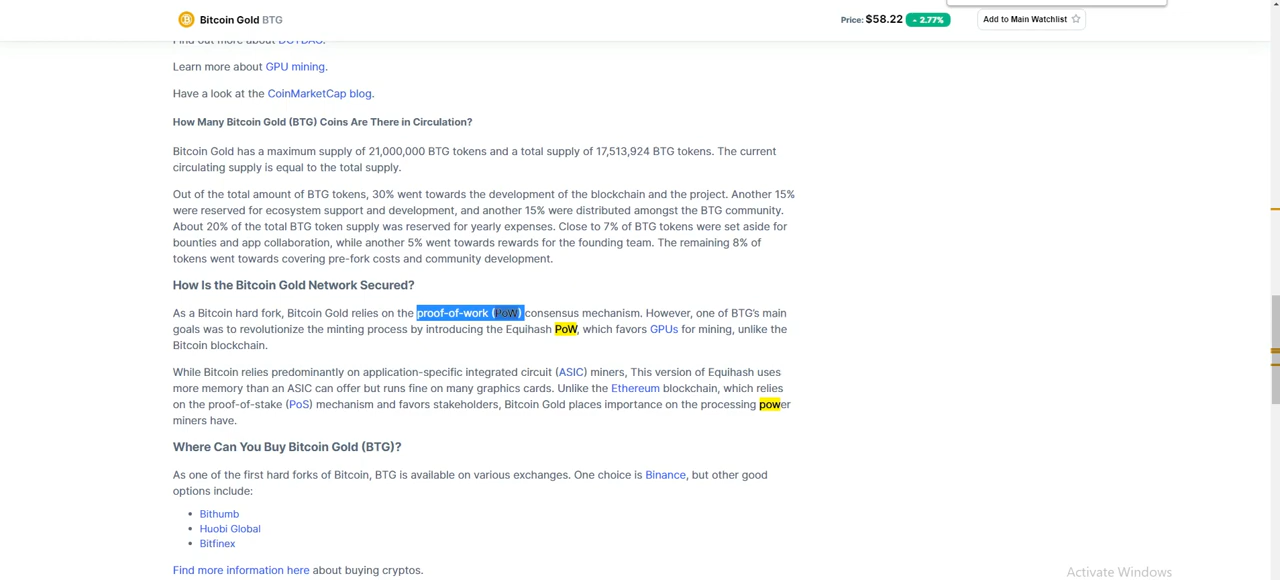 Bitcoin Gold BTG
Price: $58.22 - 2.77%
Add to Main Watchlist
Find out more about DCTDAO.
Learn more about GPU mining.
Have a look at the CoinMarketCap blog.
How Many Bitcoin Gold (BTG) Coins Are There in Circulation?
Bitcoin Gold has a maximum supply of 21,000,000 BTG tokens and a total supply of 17,513,924 BTG tokens. The current
circulating supply is equal to the total supply.
Out of the total amount of BTG tokens, 30% went towards the development of the blockchain and the project. Another 15%
were reserved for ecosystem support and development, and another 15% were distributed amongst the BTG community.
About 20% of the total BTG token supply was reserved for yearly expenses. Close to 7% of BTG tokens were set aside for
bounties and app collaboration, while another 5% went towards rewards for the founding team. The remaining 8% of
tokens went towards covering pre-fork costs and community development.
How Is the Bitcoin Gold Network Secured?
As a Bitcoin hard fork, Bitcoin Gold relies on the proof-of-work (PoW) consensus mechanism. However, one of BTG's main
goals was to revolutionize the minting process by introducing the Equihash PoW, which favors GPUs for mining, unlike the
Bitcoin blockchain.
While Bitcoin relies predominantly on application-specific integrated circuit (ASIC) miners, This version of Equihash uses
more memory than an ASIC can offer but runs fine on many graphics cards. Unlike the Ethereum blockchain, which relies
on the proof-of-stake (PoS) mechanism and favors stakeholders, Bitcoin Gold places importance on the processing power
miners have.
Where Can You Buy Bitcoin Gold (BTG)?
As one of the first hard forks of Bitcoin, BTG is available on various exchanges. One choice is Binance, but other good
options include:
• Bithumb
• Huobi Global
• Bitfinex
Find more information here about buying cryptos.
Activate Windows